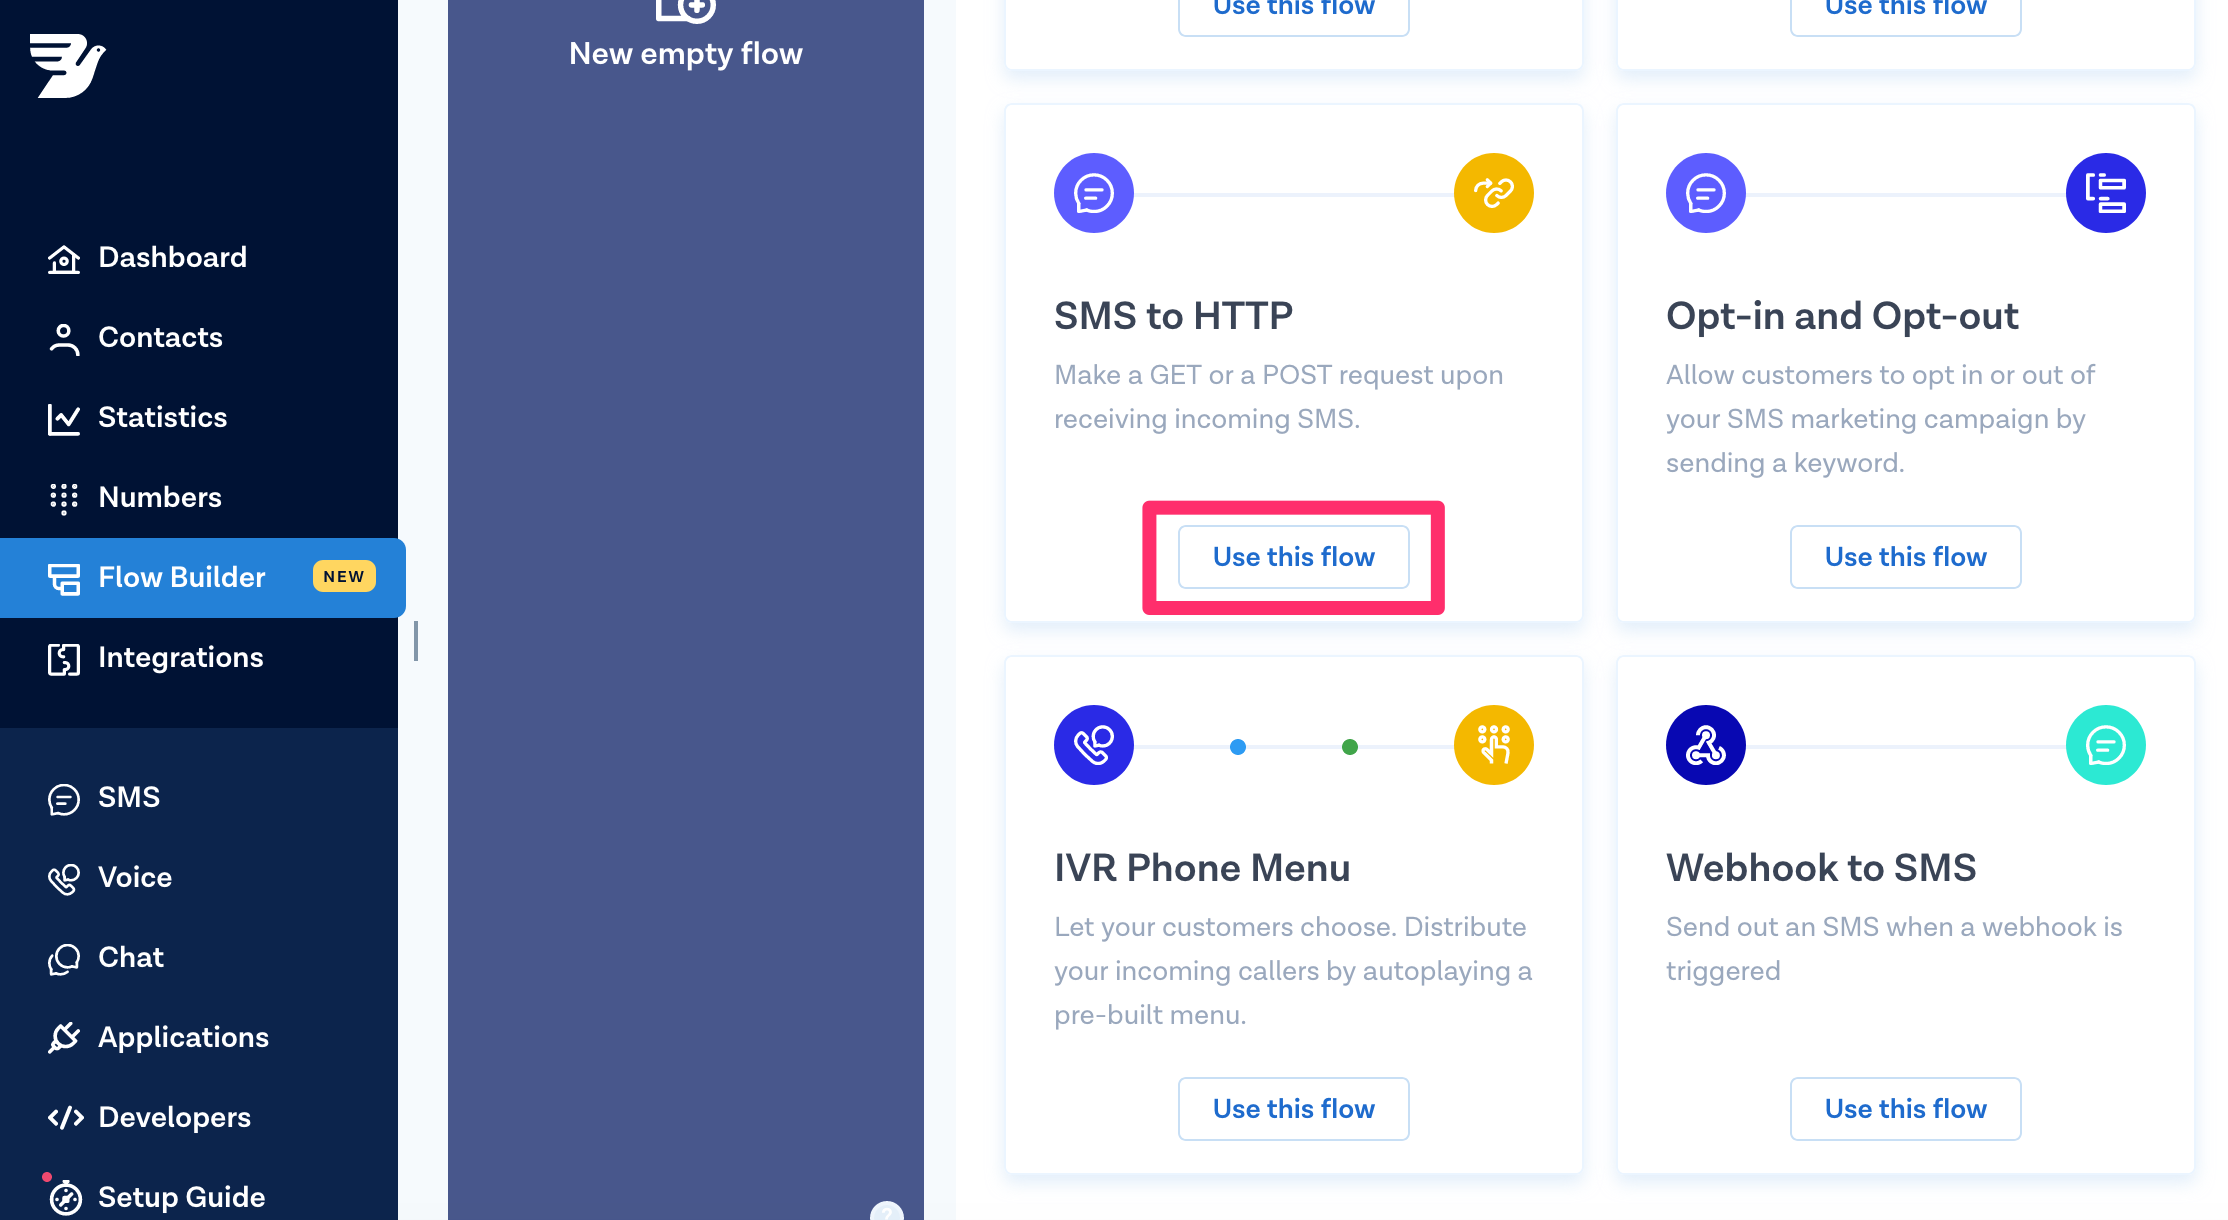 Dashboard
Contacts
Statistics
Numbers
Flow Builder NEW
Integrations
SMS
Voice
Chat
Applications
Developers
Setup Guide
New empty flow
?
Use this flow
Use this flow
SMS to HTTP
Make a GET or a POST request upon
receiving incoming SMS.
Use this flow
Opt-in and Opt-out
Allow customers to opt in or out of
your SMS marketing campaign by
sending a keyword.
Use this flow
IVR Phone Menu
Let your customers choose. Distribute
your incoming callers by autoplaying a
pre-built menu.
Use this flow
Webhook to SMS
Send out an SMS when a webhook is
triggered
Use this flow